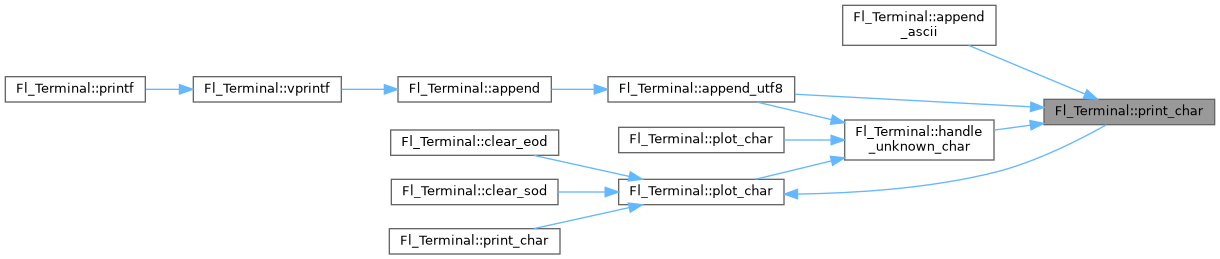 Fl_Terminal::append
_ascii
Fl_Terminal::printf
Fl_Terminal::vprintf
Fl_Terminal::append
Fl_Terminal::append_utf8
Fl_Terminal::print_char
Fl_Terminal::handle
_unknown_char
Fl_Terminal::plot_char
Fl_Terminal::clear_eod
Fl_Terminal::clear_sod
Fl_Terminal::plot_char
Fl_Terminal::print_char